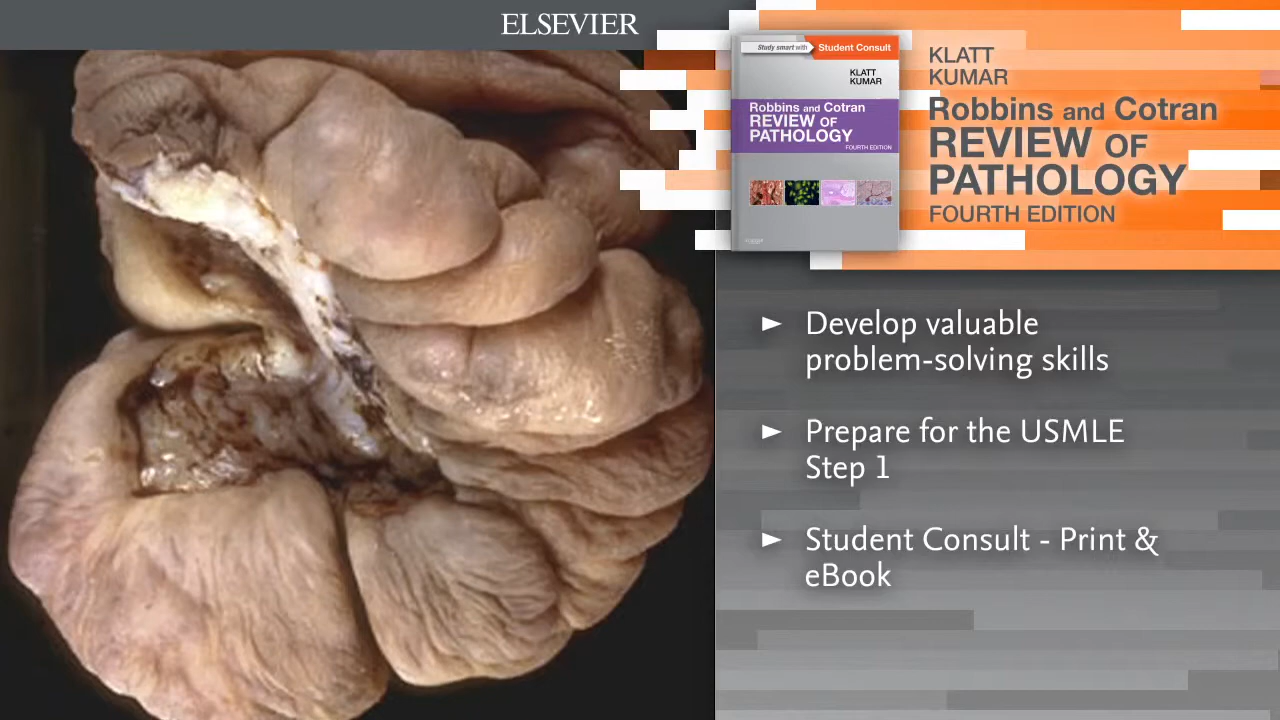 ELSEVIER
Study smart with Student Consult
KLATT
KUMAR
Robbins and Cotran
REVIEW OF
PATHOLOGY
FOURTH EDITION
KLATT
KUMAR
Robbins and Cotran
REVIEW OF
PATHOLOGY
FOURTH EDITION
► Develop valuable
problem-solving skills
► Prepare for the USMLE
Step 1
► Student Consult - Print &
eBook